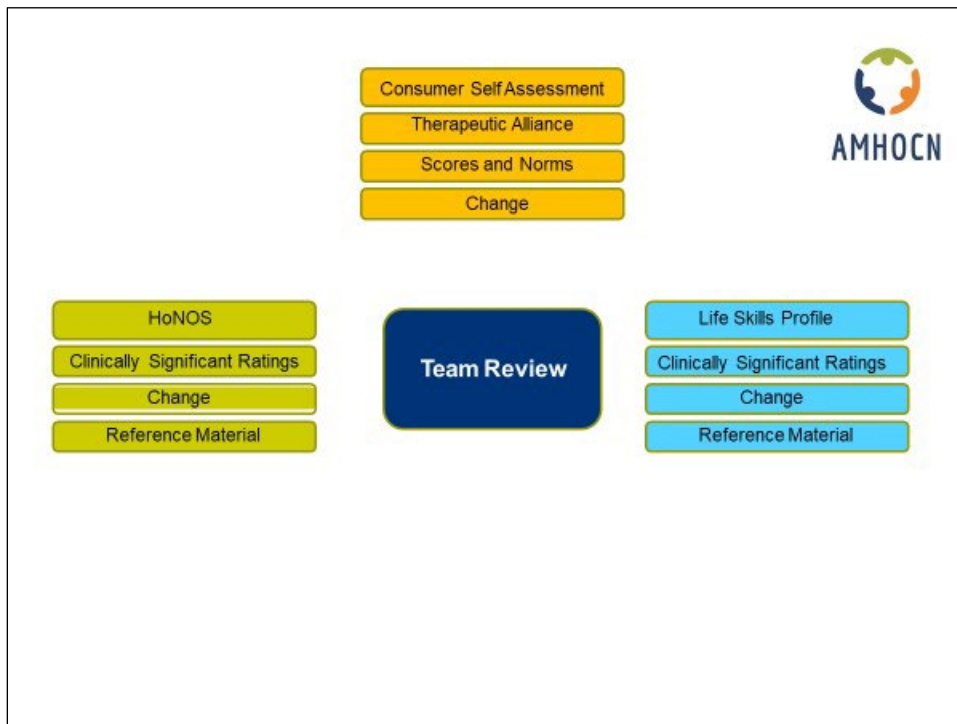 Consumer Self Assessment
Therapeutic Alliance
Scores and Norms
Change
AMHOCN
HoNOS
Clinically Significant Ratings
Change
Reference Material
Team Review
Life Skills Profile
Clinically Significant Ratings
Change
Reference Material